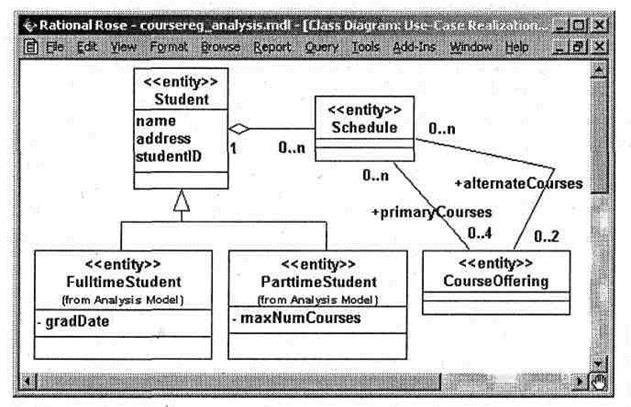 Rational Rose - coursereg_analysis.mdl - [Class Diagram: Use-Case Realization...
File Edit View Format Browse Report Query Tools Add-Ins Window Help
<<entity>>
Student
name
address
studentID
1
0..n
<<entity>>
Schedule
0..n
0..n
+alternateCourses
+primaryCourses
0..4
0..2
<<entity>>
FulltimeStudent
(from Analysis Model)
- gradDate
<<entity>>
ParttimeStudent
(from Analysis Model)
- maxNumCourses
<<entity>>
CourseOffering